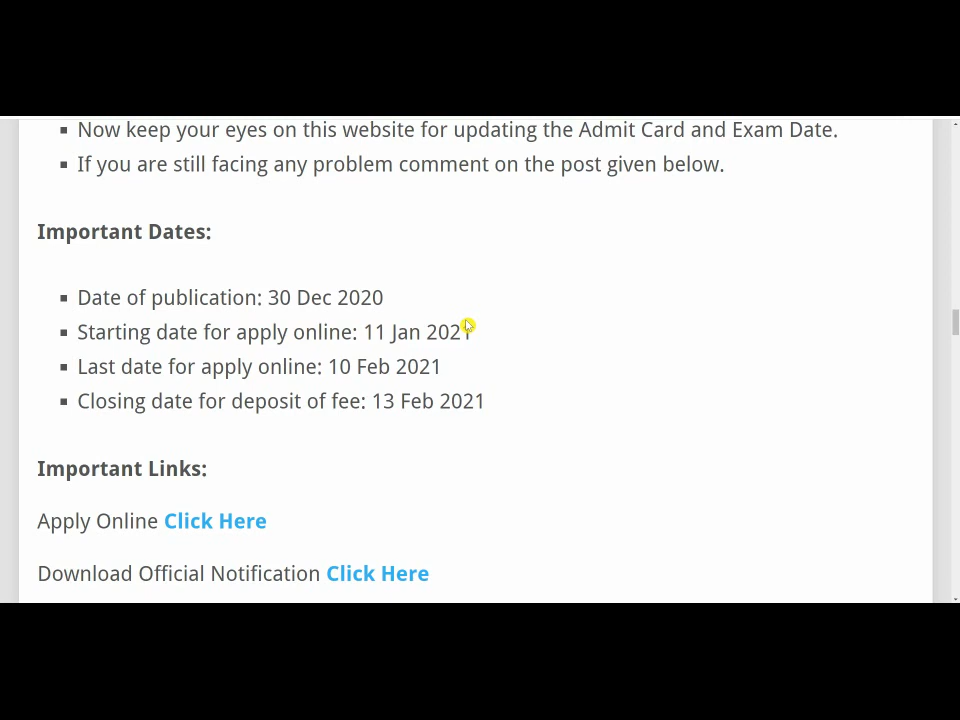 Now keep your eyes on this website for updating the Admit Card and Exam Date.
If you are still facing any problem comment on the post given below.
Important Dates:
Date of publication: 30 Dec 2020
Starting date for apply online: 11 Jan 2021
Last date for apply online: 10 Feb 2021
Closing date for deposit of fee: 13 Feb 2021
Important Links:
Apply Online Click Here
Download Official Notification Click Here